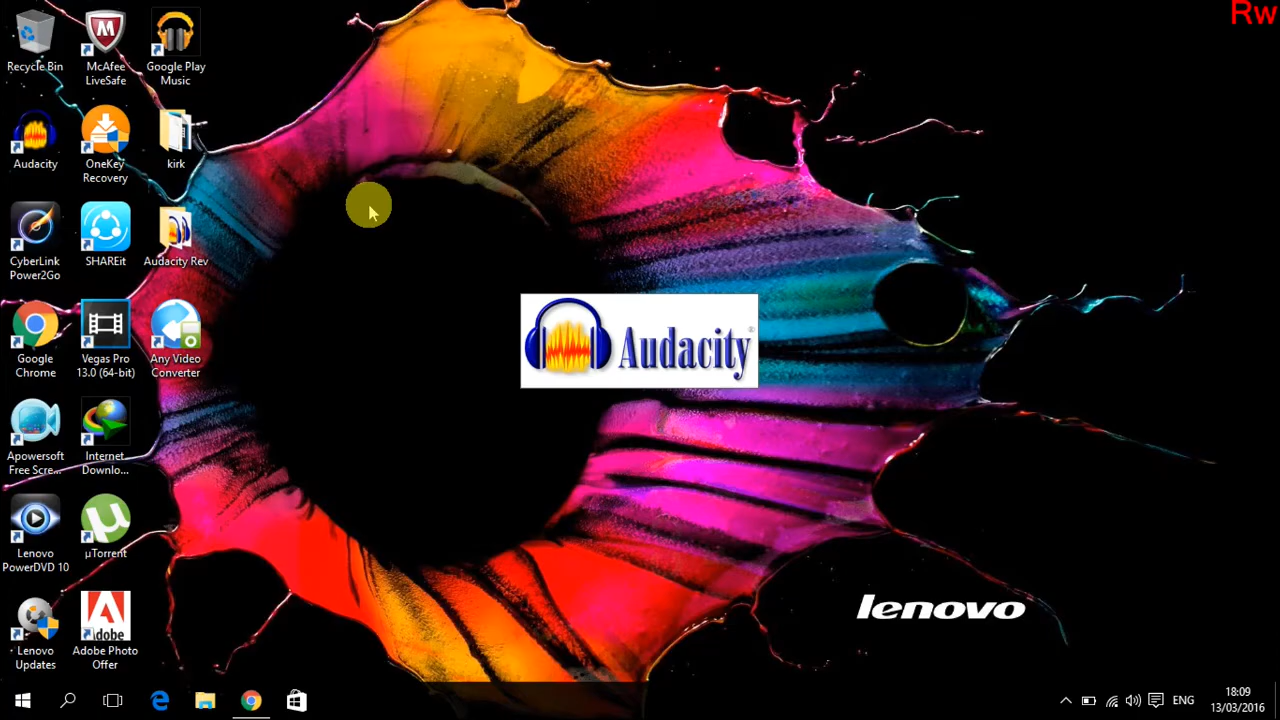 Rw
Recycle Bin
McAfee
LiveSafe
Google Play
Music
Audacity
OneKey
Recovery
kirk
CyberLink
Power2Go
SHAREit
Audacity Rev
Google
Chrome
Vegas Pro
13.0 (64-bit)
Any Video
Converter
Apowersoft
Free Scre...
Internet
Downlo...
Lenovo
PowerDVD 10
µTorrent
Lenovo
Updates
Adobe
Adobe Photo
Offer
Audacity®
lenovo
ENG
18:09
13/03/2016